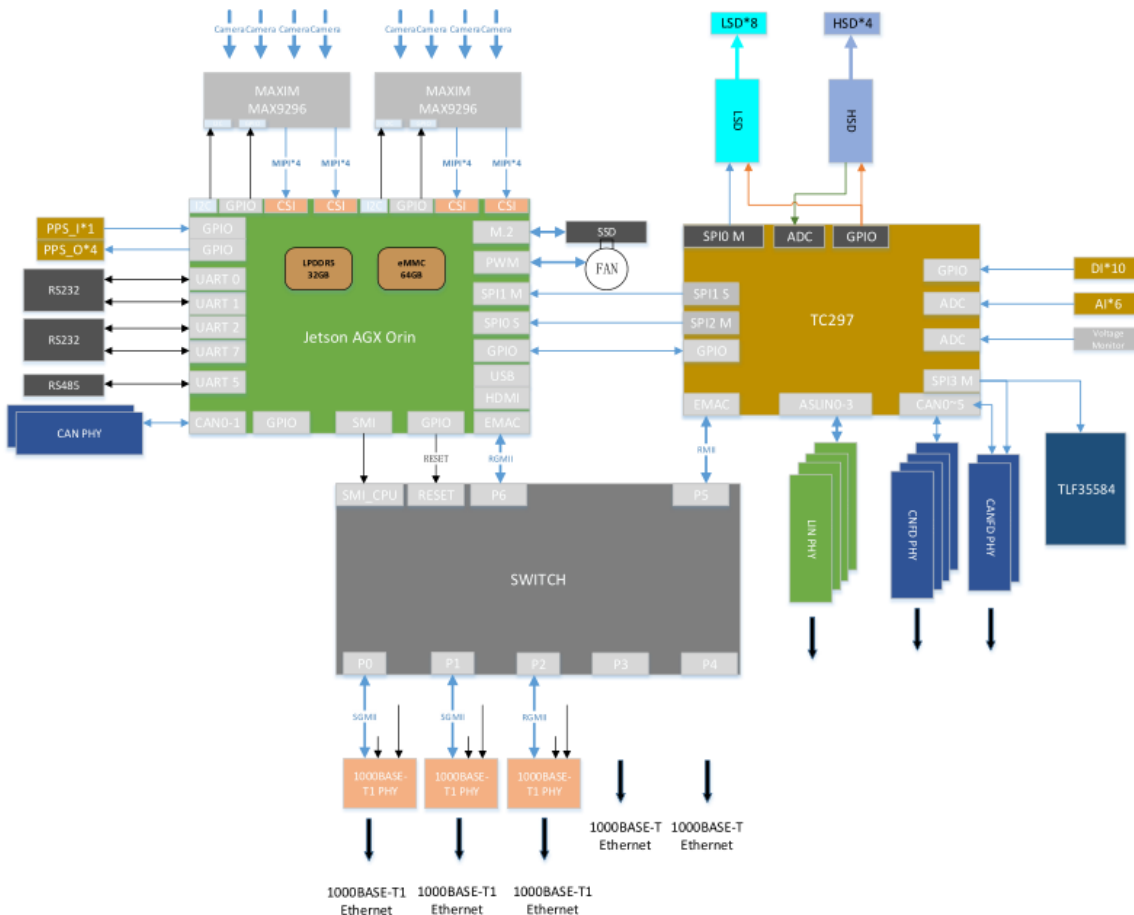 Camera Camera Camera Camera
Camera Camera Camera Camera
LSD*8
HSD*4
MAXIM
MAX9296
MAXIM
MAX9296
LSD
HSD
MIPI*4
MIPI*4
MIPI*4
MIPI*4
I2C
GPIO
CSI
CSI
I2C
GPIO
CSI
CSI
PPS_I*1
PPS_O*4
GPIO
GPIO
LPDDR5
32GB
eMMC
64GB
M.2
SSD
PWM
FAN
SPI0 M
ADC
GPIO
RS232
UART 0
UART 1
SPI1 M
SPI1 S
GPIO
DI*10
ADC
AI*6
RS232
UART 2
UART 7
Jetson AGX Orin
SPI0 S
SPI2 M
TC297
GPIO
GPIO
ADC
Voltage
Monitor
RS485
UART 5
USB
HDMI
SPI3 M
CAN PHY
CAN0-1
GPIO
SMI
GPIO
EMAC
EMAC
ASLIN0-3
CAN0~5
RESET
RGMII
RMII
SMI_CPU
RESET
P6
P5
LIN PHY
CNFD PHY
CANFD PHY
TLF35584
SWITCH
P0
P1
P2
P3
P4
SGMII
SGMII
RGMII
1000BASE-
T1 PHY
1000BASE-
T1 PHY
1000BASE-
T1 PHY
1000BASE-T
Ethernet
1000BASE-T
Ethernet
1000BASE-T1
Ethernet
1000BASE-T1
Ethernet
1000BASE-T1
Ethernet